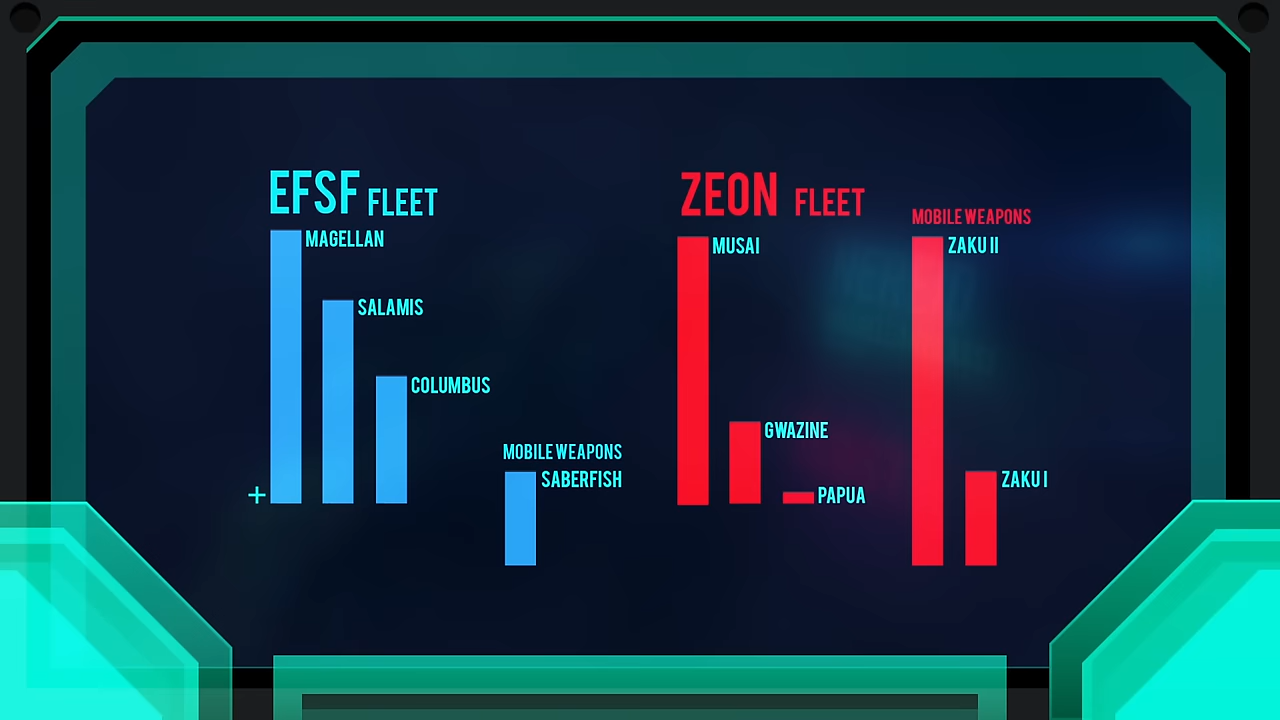 EFSF FLEET
MAGELLAN
SALAMIS
COLUMBUS
MOBILE WEAPONS
SABERFISH
+
ZEON FLEET
MUSAI
GWAZINE
PAPUA
MOBILE WEAPONS
ZAKU II
ZAKU I